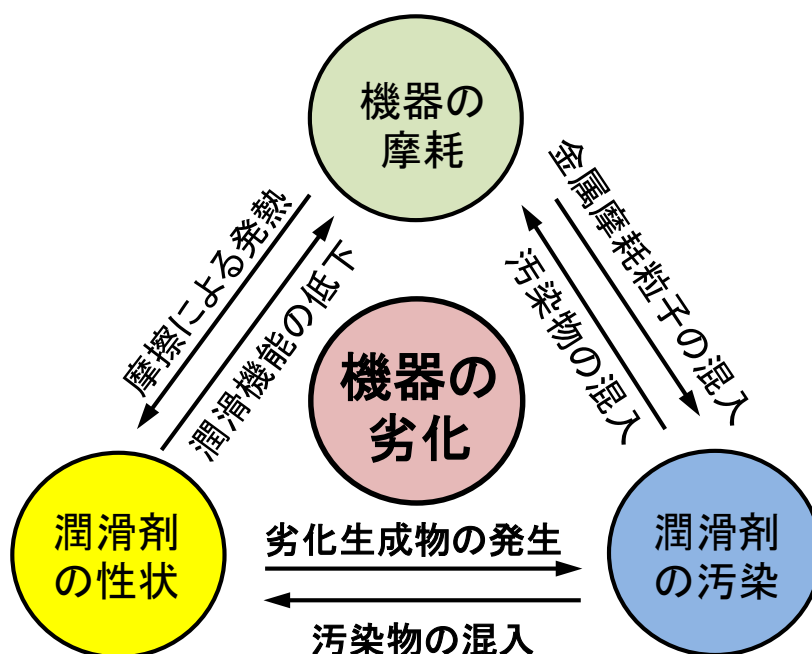 機器の
摩耗
摩擦による発熱
潤滑機能の低下
汚染物の混入
金属摩耗粒子の混入
機器の
劣化
潤滑剤
の性状
劣化生成物の発生
汚染物の混入
潤滑剤
の汚染